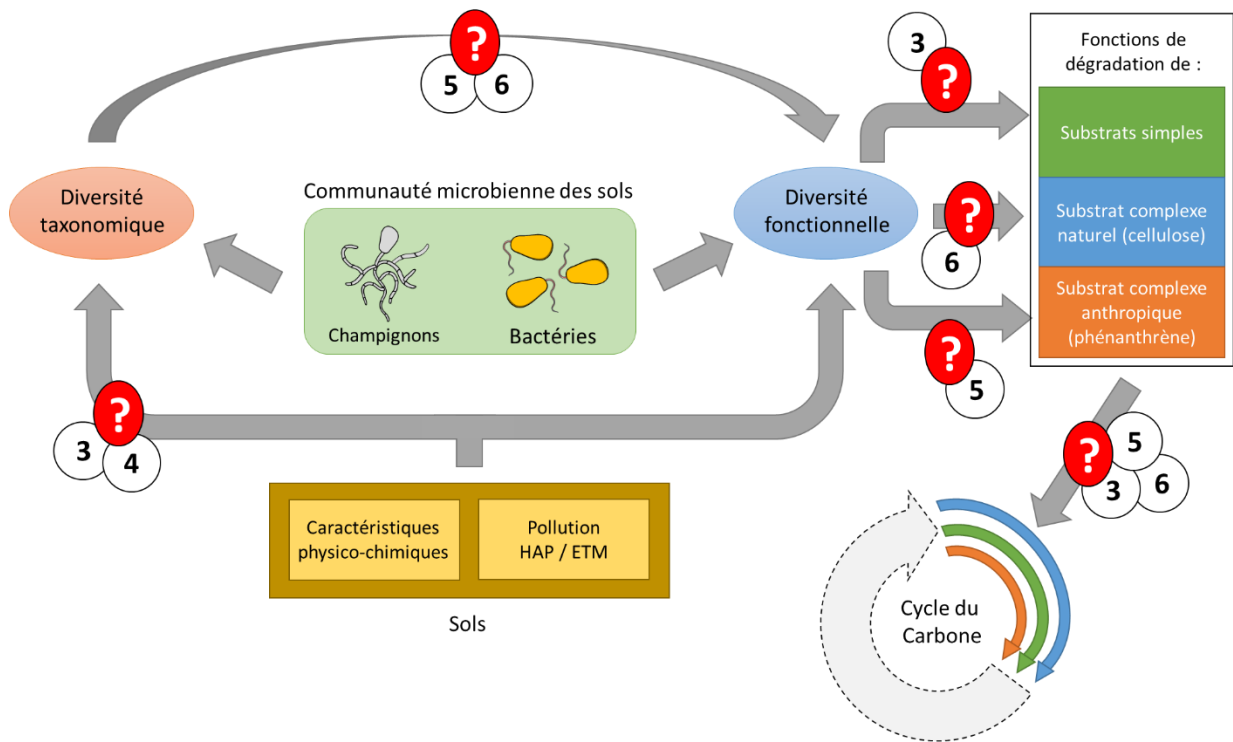 ?
5 6
3
?
Fonctions de
dégradation de :
Substrats simples
Substrat complexe
naturel (cellulose)
Substrat complexe
anthropique
(phénanthrène)
Diversité
taxonomique
Communauté microbienne des sols
Champignons
Bactéries
Diversité
fonctionnelle
?
6
?
5
?
3
4
?
5
3
6
Caractéristiques
physico-chimiques
Pollution
HAP / ETM
Sols
Cycle du
Carbone